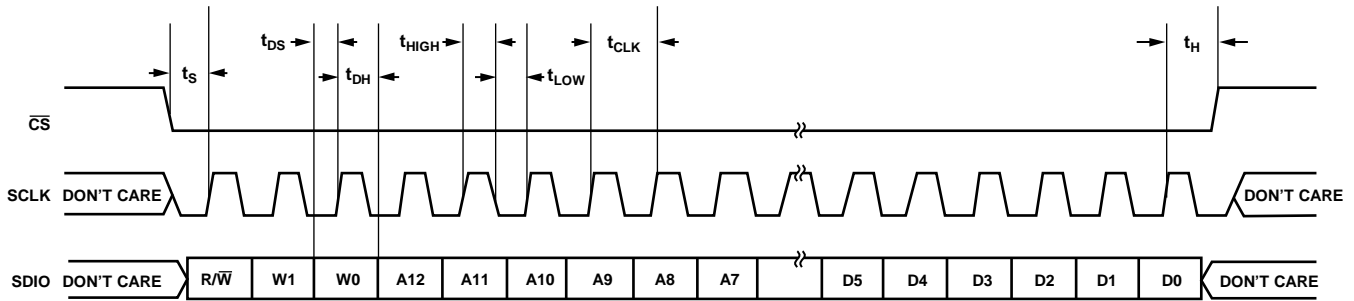 tDS tHIGH tCLK tH
tS tDH tLOW
CS
SCLK DON'T CARE DON'T CARE
SDIO DON'T CARE R/W W1 W0 A12 A11 A10 A9 A8 A7 D5 D4 D3 D2 D1 D0 DON'T CARE